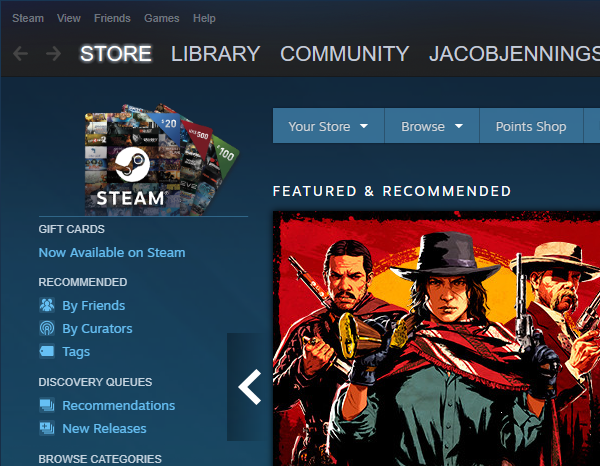 Steam View Friends Games Help
STORE LIBRARY COMMUNITY JACOBJENNINGS
$20
$100
STEAM®
Your Store Browse Points Shop
FEATURED & RECOMMENDED
GIFT CARDS
Now Available on Steam
RECOMMENDED
By Friends
By Curators
Tags
DISCOVERY QUEUES
Recommendations
New Releases
BROWSE CATEGORIES